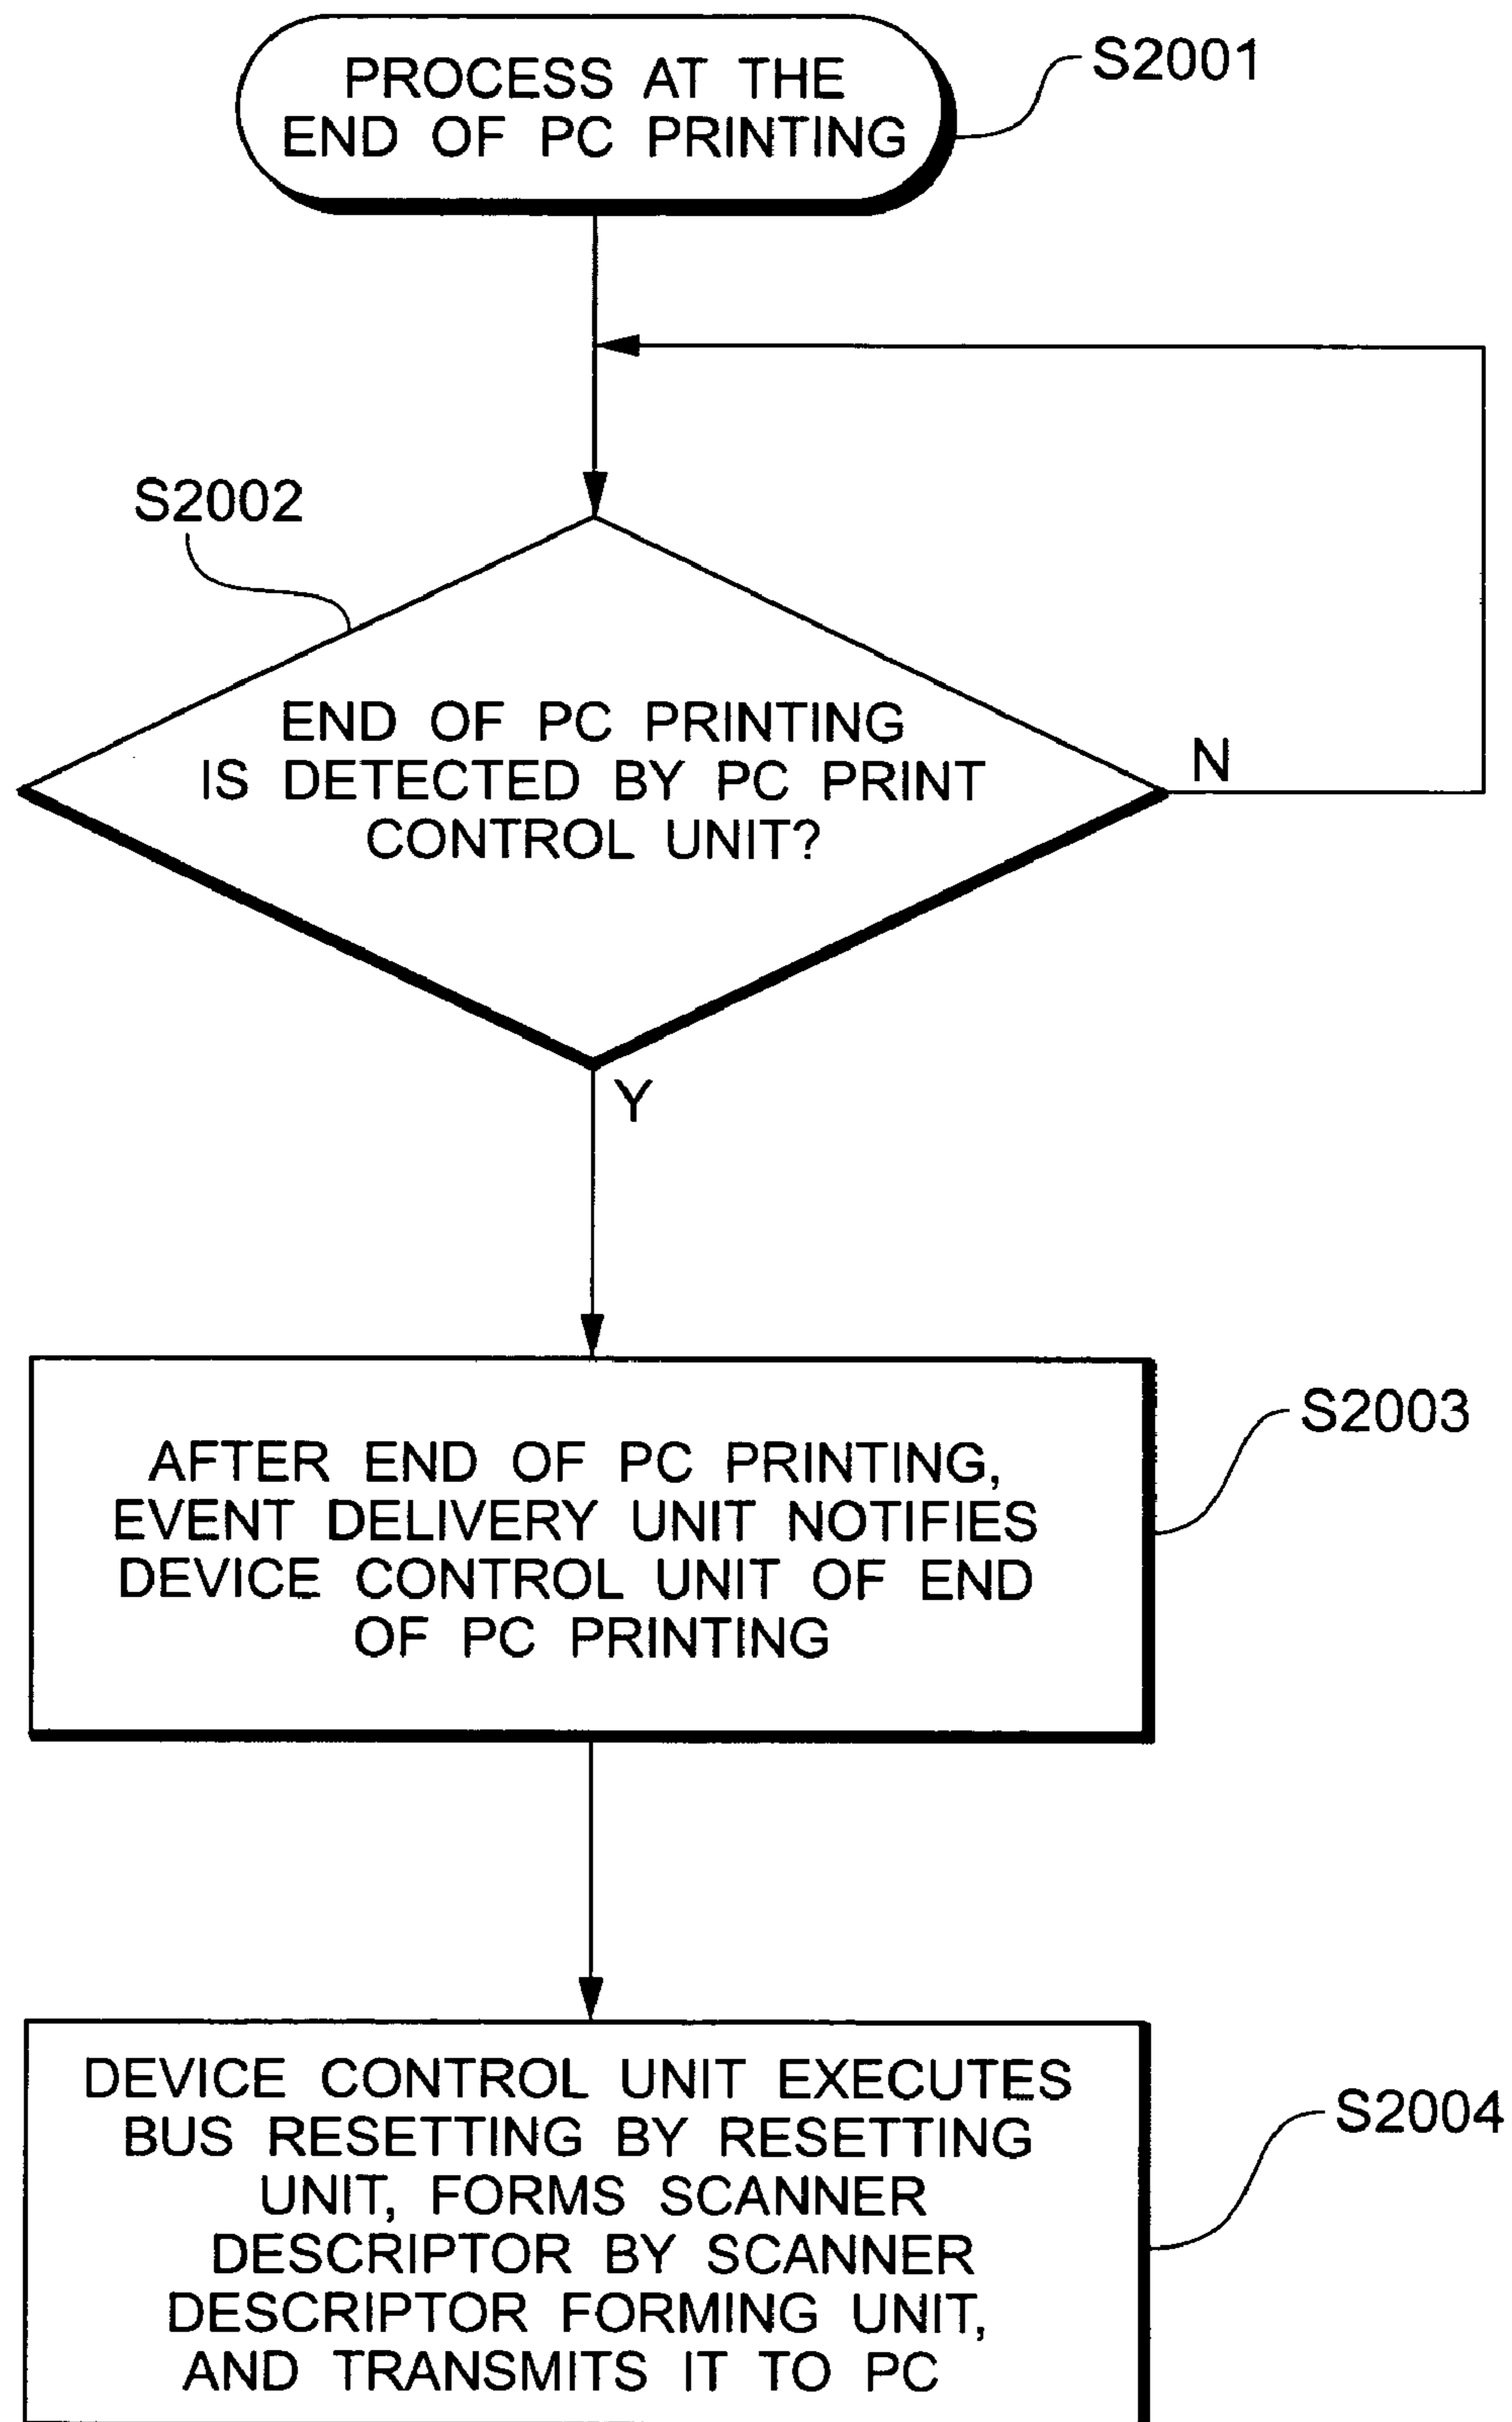 PROCESS AT THE
END OF PC PRINTING
S2001
S2002
END OF PC PRINTING
IS DETECTED BY PC PRINT
CONTROL UNIT?
N
Y
AFTER END OF PC PRINTING,
EVENT DELIVERY UNIT NOTIFIES
DEVICE CONTROL UNIT OF END
OF PC PRINTING
S2003
DEVICE CONTROL UNIT EXECUTES
BUS RESETTING BY RESETTING
UNIT, FORMS SCANNER
DESCRIPTOR BY SCANNER
DESCRIPTOR FORMING UNIT,
AND TRANSMITS IT TO PC
S2004